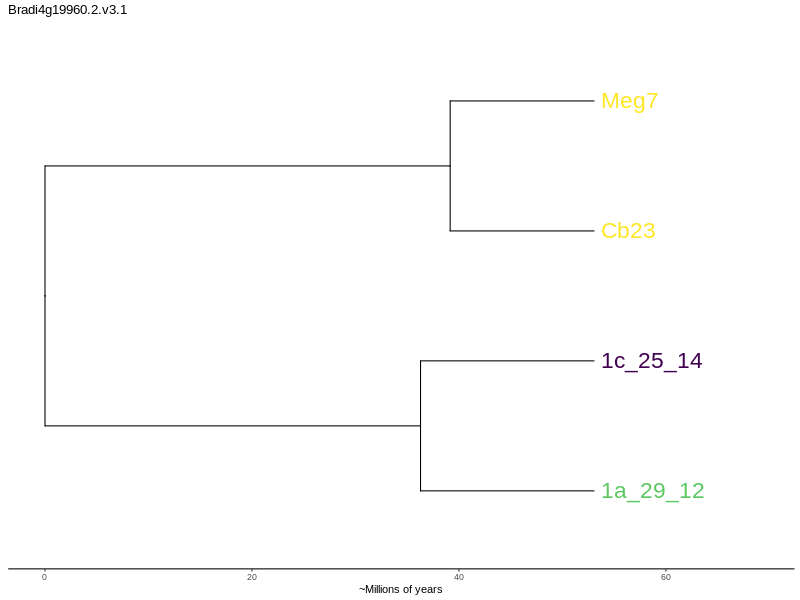 Bradi4g19960.2.v3.1
Meg7
Cb23
1c_25_14
1a_29_12
0 20 40 60
~Millions of years